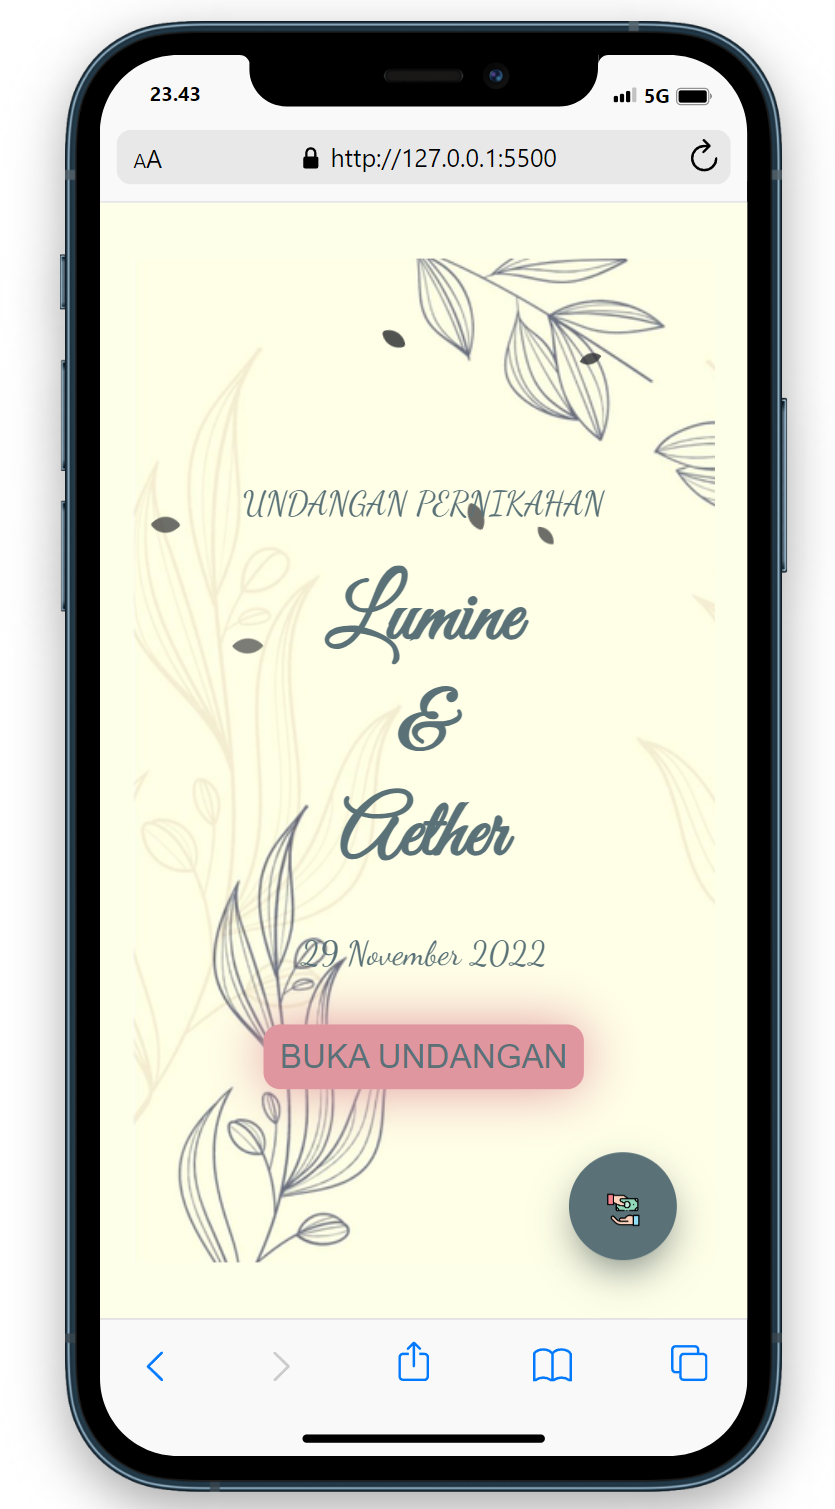 23.43
5G
AA
http://127.0.0.1:5500
UNDANGAN PERNIKAHAN
Lumine
&
Aether
29 November 2022
BUKA UNDANGAN